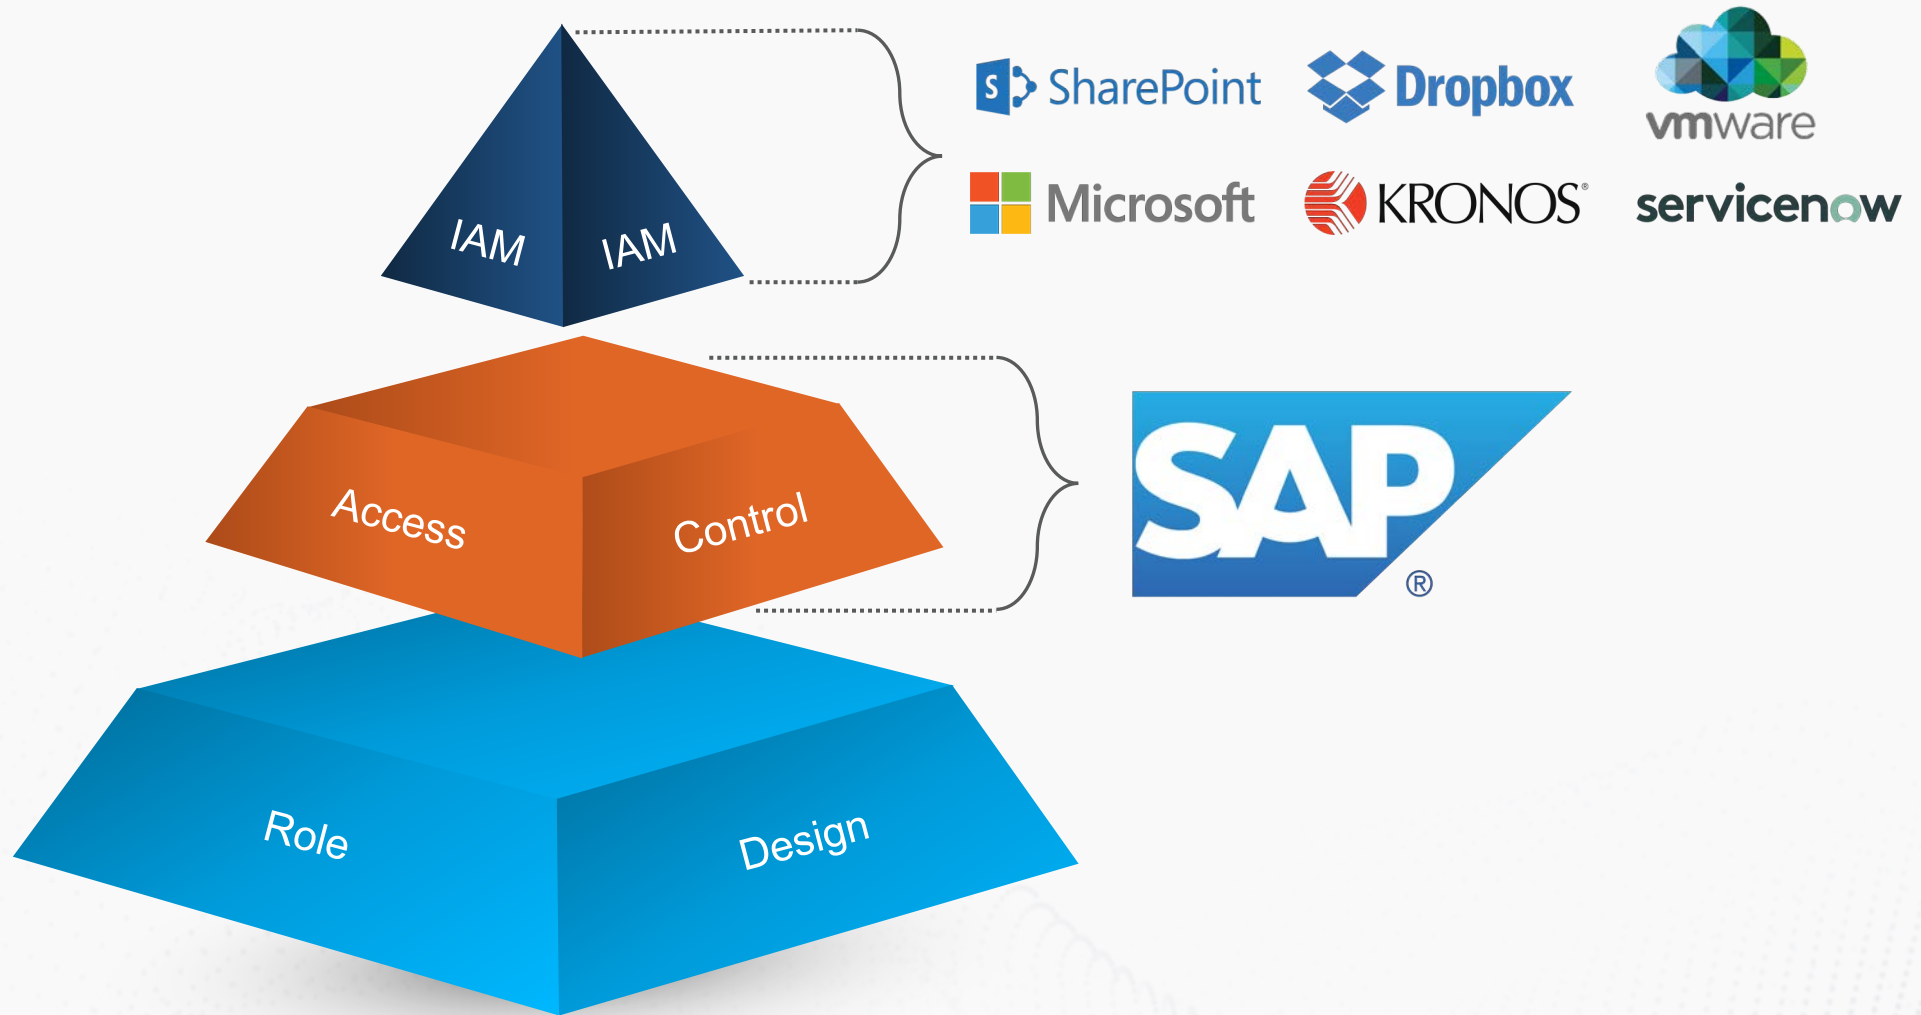 SharePoint
Dropbox
vmware
Microsoft
KRONOS®
servicenow
IAM
IAM
SAP
®
Access
Control
Role
Design